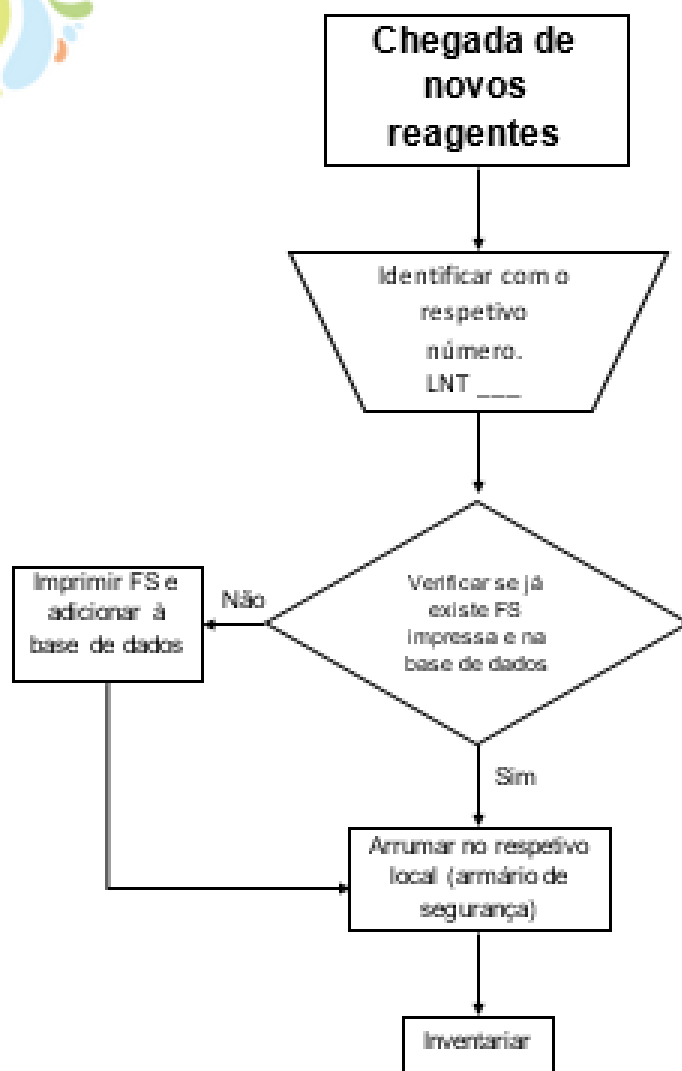 Chegada de
novos
reagentes
Identificar com o
respetivo
número.
LNT ___
Verificar se já
existe FS
impressa e na
base de dados
Não
Imprimir FS e
adicionar à
base de dados
Sim
Arrumar no respetivo
local (armário de
segurança)
Inventariar